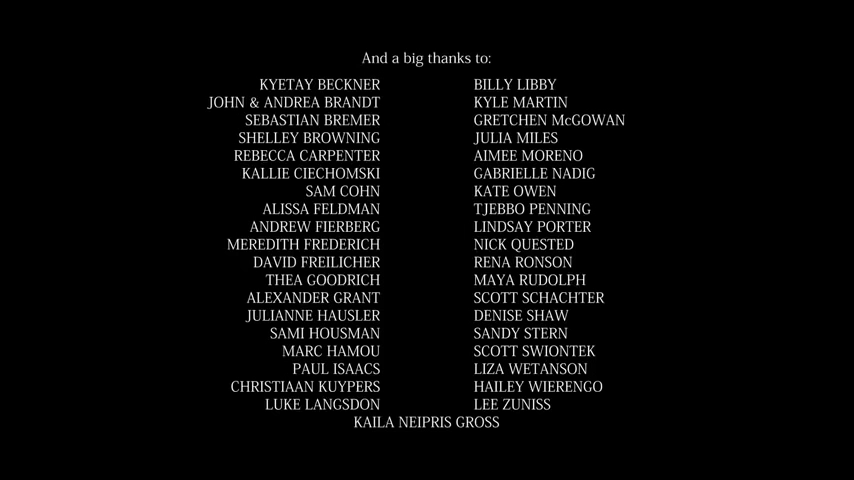 And a big thanks to:
KYETAY BECKNER BILLY LIBBY
JOHN & ANDREA BRANDT KYLE MARTIN
SEBASTIAN BREMER GRETCHEN McGOWAN
SHELLEY BROWNING JULIA MILES
REBECCA CARPENTER AIMEE MORENO
KALLIE CIECHOMSKI GABRIELLE NADIG
SAM COHN KATE OWEN
ALISSA FELDMAN TJEBBO PENNING
ANDREW FIERBERG LINDSAY PORTER
MEREDITH FREDERICH NICK QUESTED
DAVID FREILICHER RENA RONSON
THEA GOODRICH MAYA RUDOLPH
ALEXANDER GRANT SCOTT SCHACHTER
JULIANNE HAUSLER DENISE SHAW
SAMI HOUSMAN SANDY STERN
MARC HAMOU SCOTT SWIONTEK
PAUL ISAACS LIZA WETANSON
CHRISTIAAN KUYPERS HAILEY WIERENGO
LUKE LANGSDON LEE ZUNISS
KAILA NEIPRIS GROSS